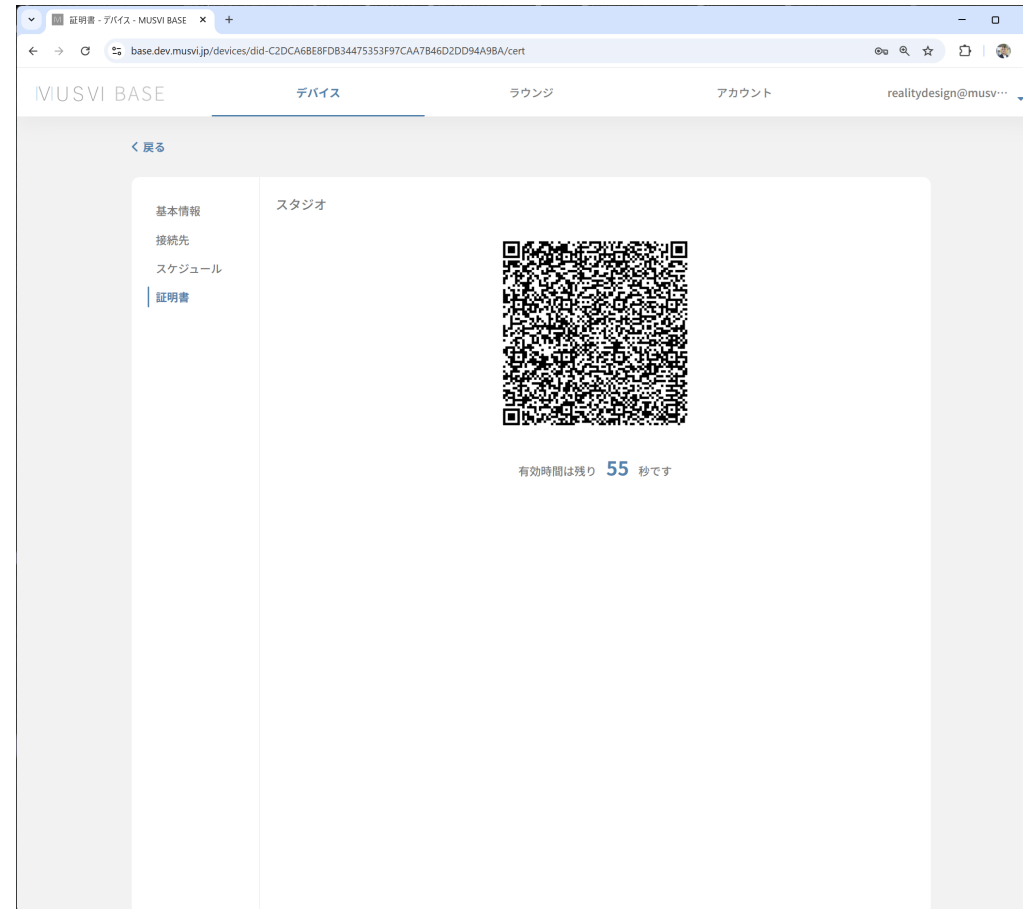 証明書 - デバイス - MUSVI BASE
base.dev.musvi.jp/devices/did-C2DCA6BE8FDB34475353F97CAA7B46D2DD94A9BA/cert
MUSVI BASE
デバイス
ラウンジ
アカウント
realitydesign@musv…
戻る
基本情報
接続先
スケジュール
証明書
スタジオ
有効時間は残り 55 秒です